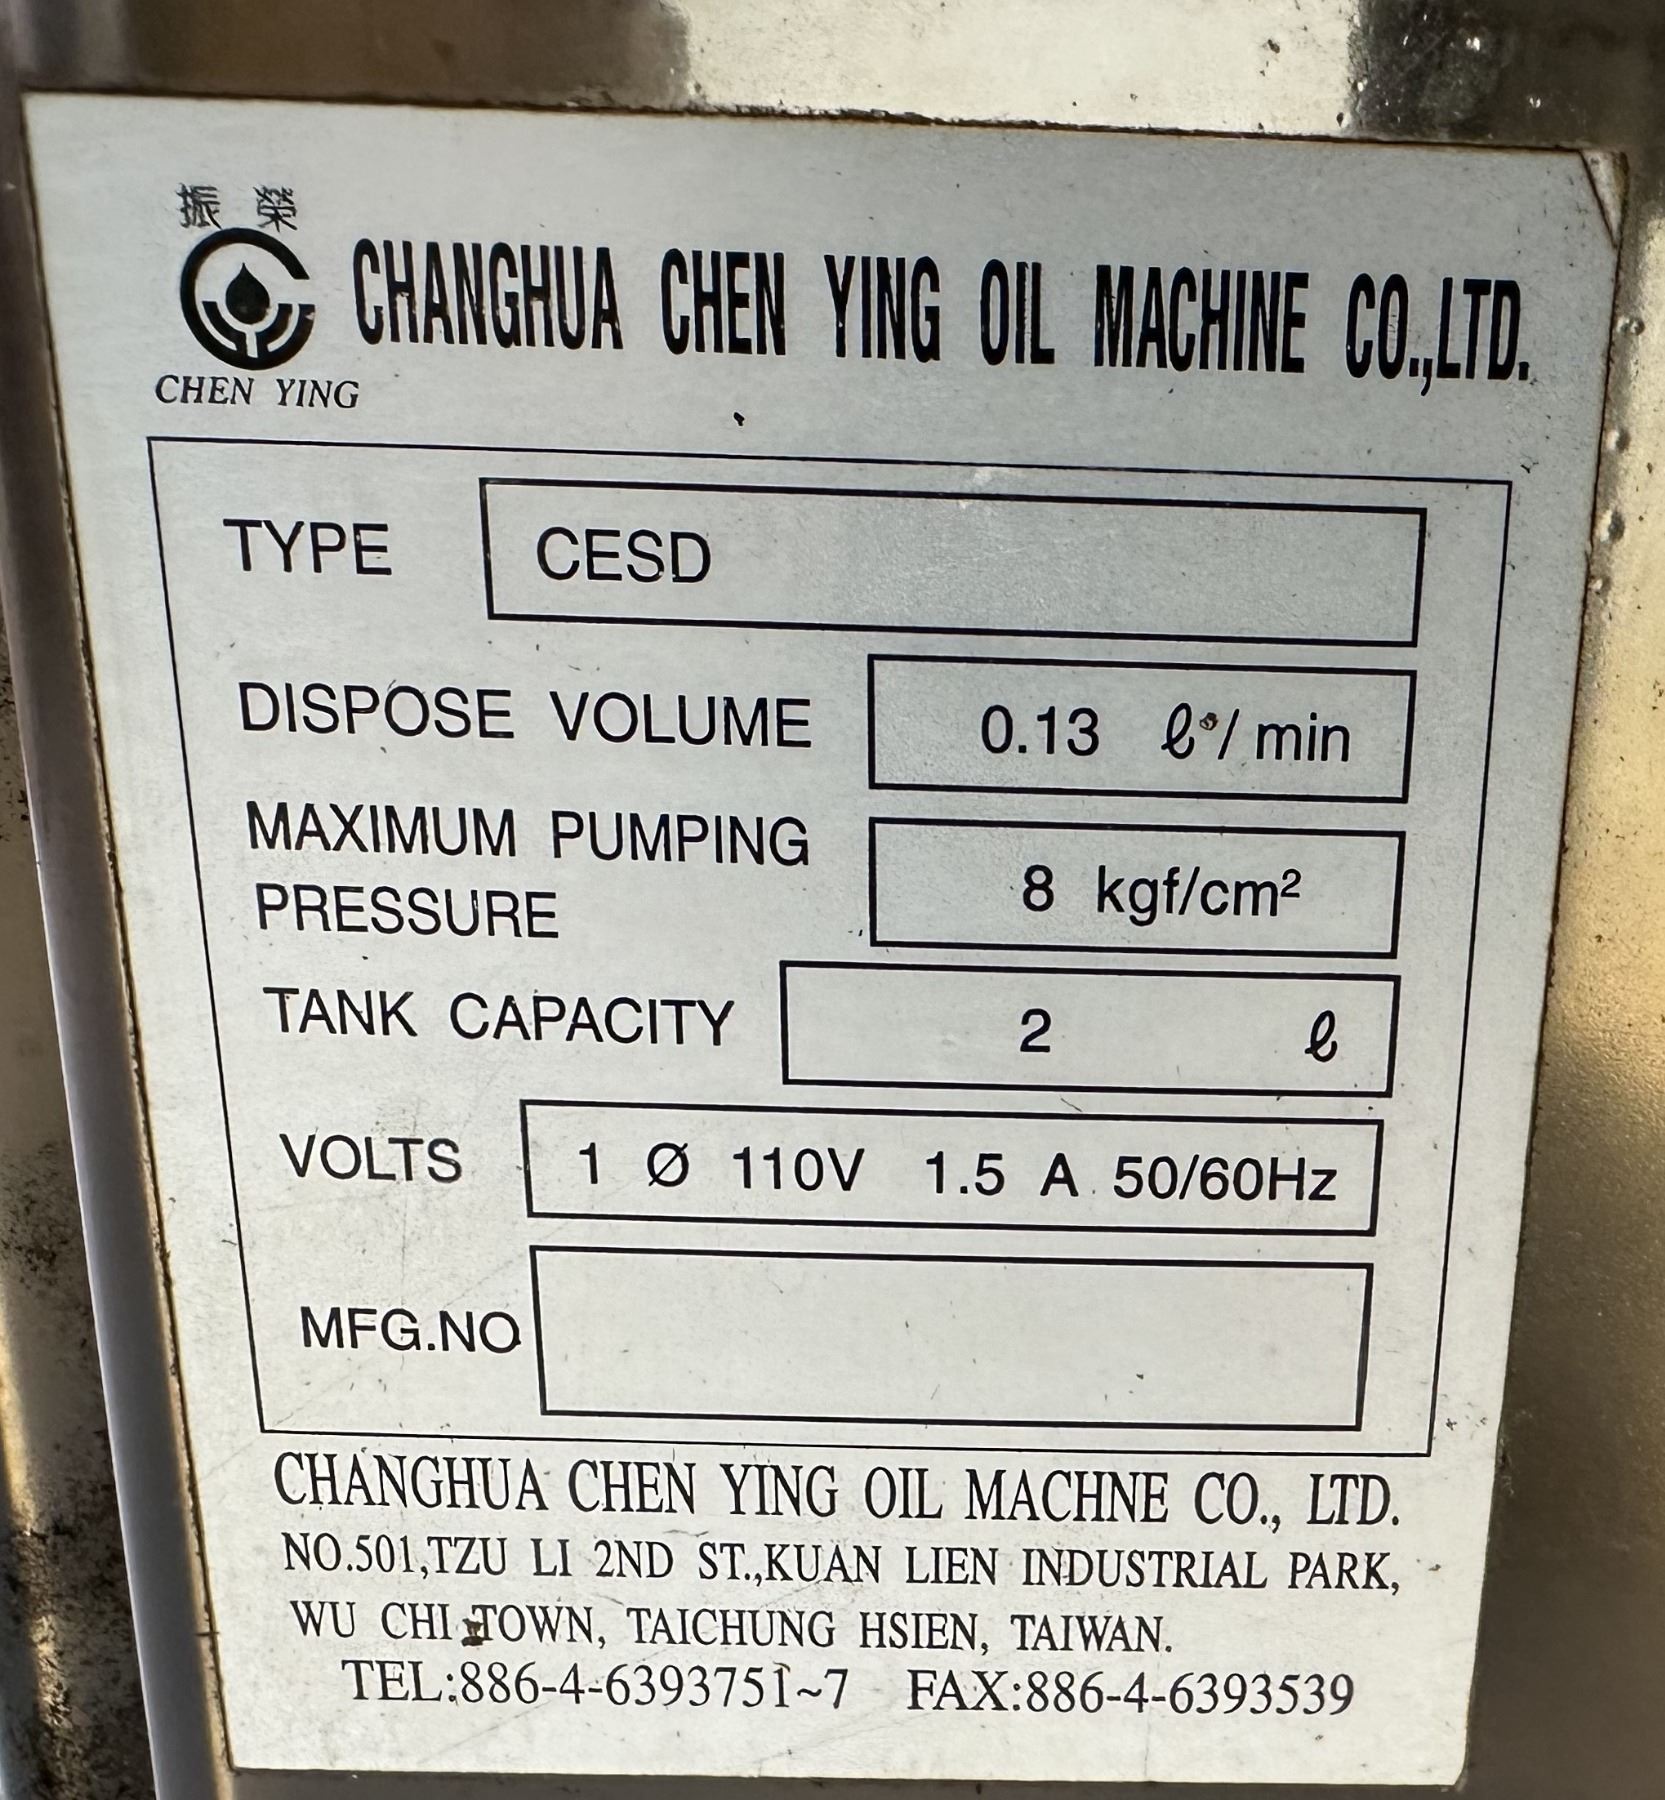 振 榮
CHEN YING
CHANGHUA CHEN YING OIL MACHINE CO.,LTD.
TYPE CESD
DISPOSE VOLUME 0.13 ℓ/min
MAXIMUM PUMPING
PRESSURE 8 kgf/cm²
TANK CAPACITY 2 ℓ
VOLTS 1 Ø 110V 1.5 A 50/60Hz
MFG.NO
CHANGHUA CHEN YING OIL MACHNE CO., LTD.
NO.501,TZU LI 2ND ST.,KUAN LIEN INDUSTRIAL PARK,
WU CHI TOWN, TAICHUNG HSIEN, TAIWAN.
TEL:886-4-6393751~7 FAX:886-4-6393539